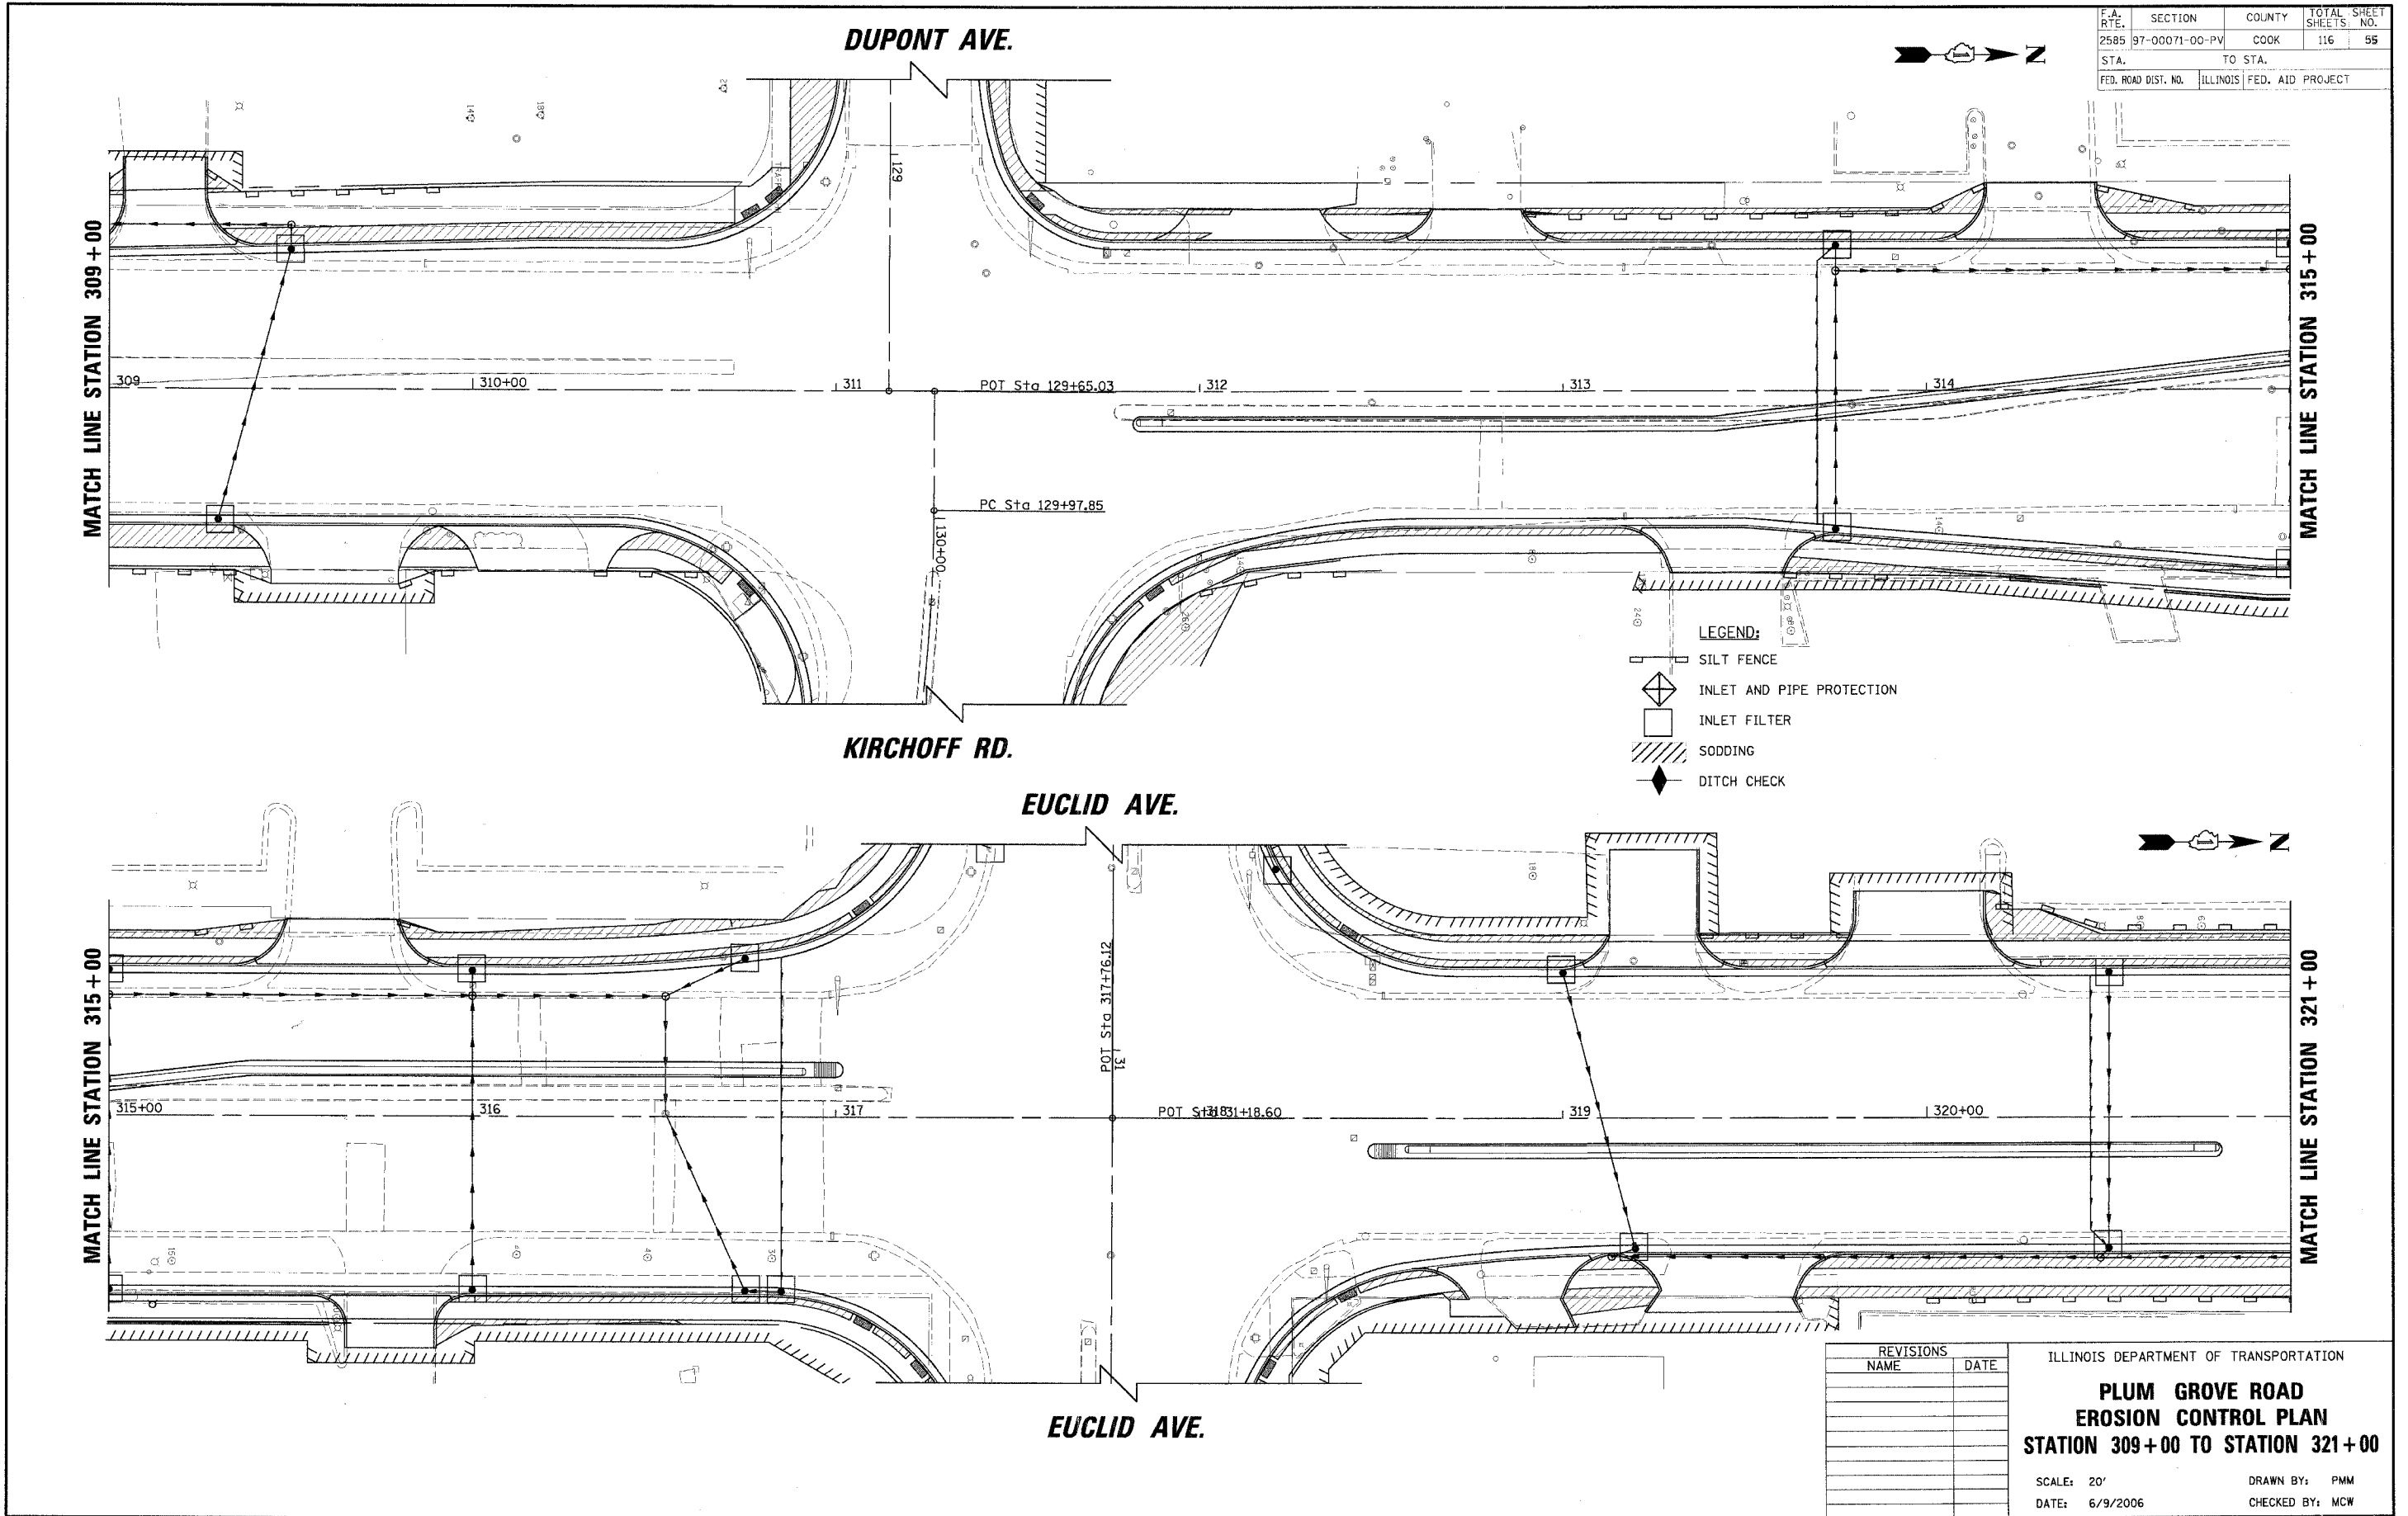 F.A. RTE. SECTION COUNTY TOTAL SHEETS SHEET NO.
2585 97-00071-00-PV COOK 116 55
STA. TO STA.
FED. ROAD DIST. NO. ILLINOIS FED. AID PROJECT
DUPONT AVE.
N
MATCH LINE STATION 309+00
MATCH LINE STATION 315+00
129
309
310+00
311
POT Sta 129+65.03
312
313
314
PC Sta 129+97.85
130+00
KIRCHOFF RD.
LEGEND:
SILT FENCE
INLET AND PIPE PROTECTION
INLET FILTER
SODDING
DITCH CHECK
EUCLID AVE.
N
MATCH LINE STATION 315+00
MATCH LINE STATION 321+00
POT Sta 317+76.12
131
315+00
316
317
POT Sta 31+18.60
318
319
320+00
EUCLID AVE.
REVISIONS
NAME DATE
ILLINOIS DEPARTMENT OF TRANSPORTATION
PLUM GROVE ROAD
EROSION CONTROL PLAN
STATION 309+00 TO STATION 321+00
SCALE: 20' DRAWN BY: PMM
DATE: 6/9/2006 CHECKED BY: MCW